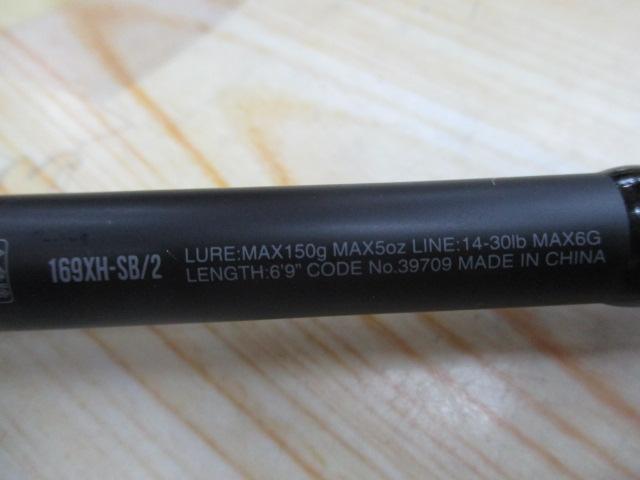 169XH-SB/2
LURE:MAX150g MAX5oz LINE:14-30lb MAX6G
LENGTH:6'9" CODE No.39709 MADE IN CHINA